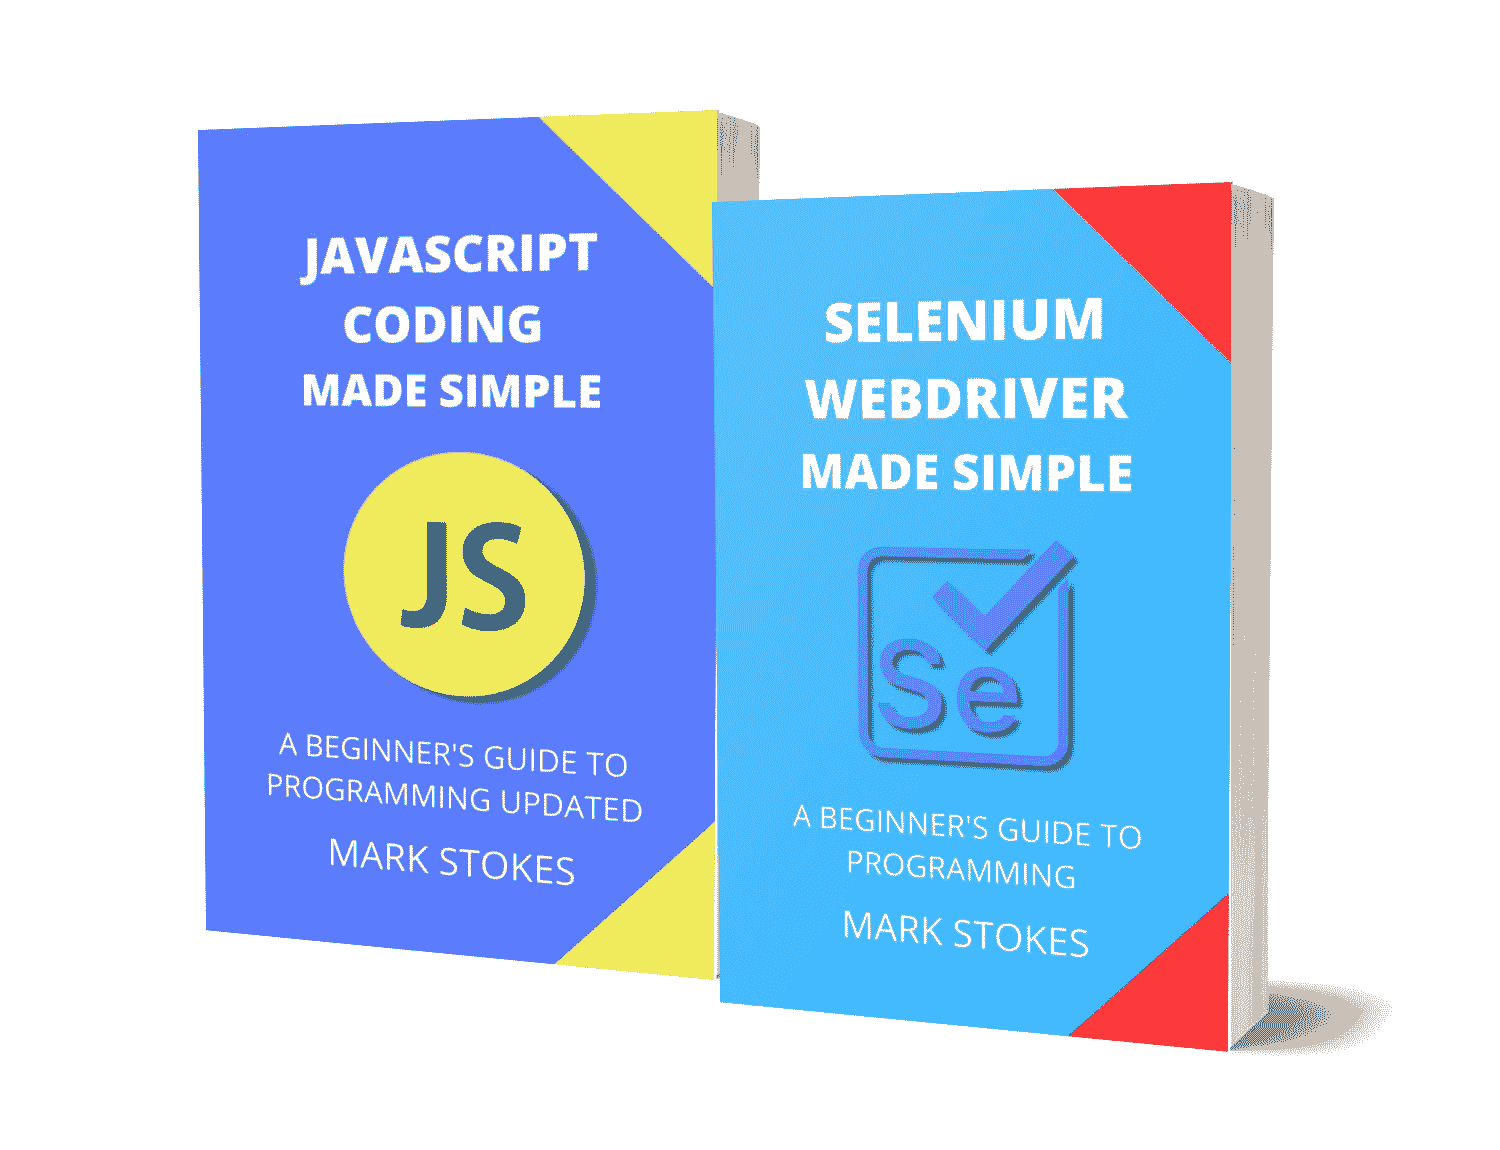 JAVASCRIPT
CODING
MADE SIMPLE
JS
A BEGINNER'S GUIDE TO
PROGRAMMING UPDATED
MARK STOKES
SELENIUM
WEBDRIVER
MADE SIMPLE
Se
A BEGINNER'S GUIDE TO
PROGRAMMING
MARK STOKES